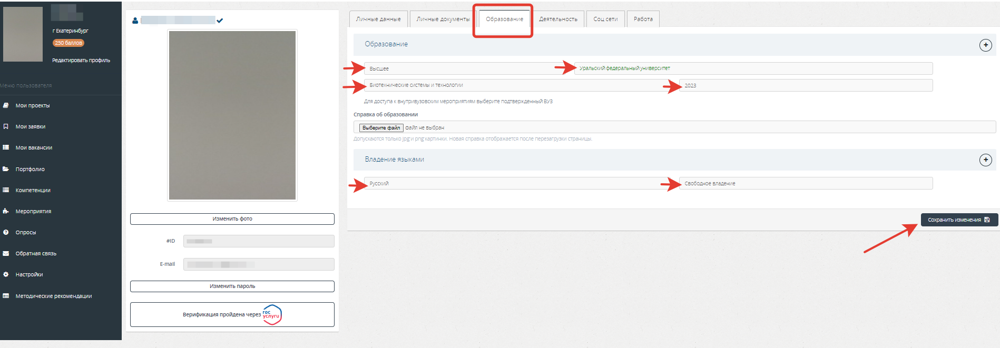 г Екатеринбург
250 баллов
Редактировать профиль
Меню пользователя
Мои проекты
Мои заявки
Мои вакансии
Портфолио
Компетенции
Мероприятия
Опросы
Обратная связь
Настройки
Методические рекомендации
Изменить фото
#ID
E-mail
Изменить пароль
Верификация пройдена через гос услуги
Личные данные
Личные документы
Образование
Деятельность
Соц сети
Работа
Образование
Высшее
Уральский федеральный университет
Биотехнические системы и технологии
2023
Для доступа к внутривузовским мероприятиям выберите подтвержденный ВУЗ
Справка об образовании
Выберите файл Файл не выбран
Допускаются только jpg и png картинки. Новая справка отображается после перезагрузки страницы.
Владение языками
Русский
Свободное владение
Сохранить изменения